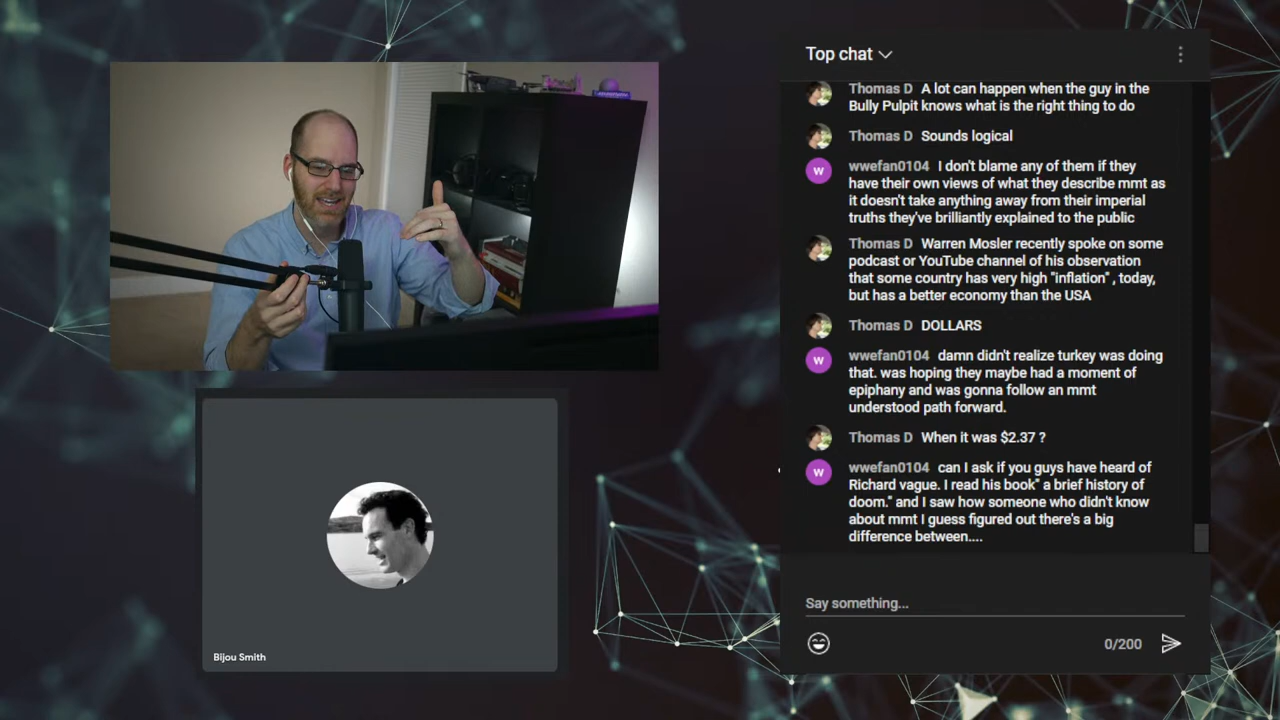 Top chat
Thomas D A lot can happen when the guy in the
Bully Pulpit knows what is the right thing to do
Thomas D Sounds logical
W wwefan0104 I don't blame any of them if they
have their own views of what they describe mmt as
it doesn't take anything away from their imperial
truths they've brilliantly explained to the public
Thomas D Warren Mosler recently spoke on some
podcast or YouTube channel of his observation
that some country has very high "inflation" , today,
but has a better economy than the USA
Thomas D DOLLARS
W wwefan0104 damn didn't realize turkey was doing
that. was hoping they maybe had a moment of
epiphany and was gonna follow an mmt
understood path forward.
Thomas D When it was $2.37 ?
W wwefan0104 can I ask if you guys have heard of
Richard vague. I read his book" a brief history of
doom." and I saw how someone who didn't know
about mmt I guess figured out there's a big
difference between....
Say something...
0/200
Bijou Smith